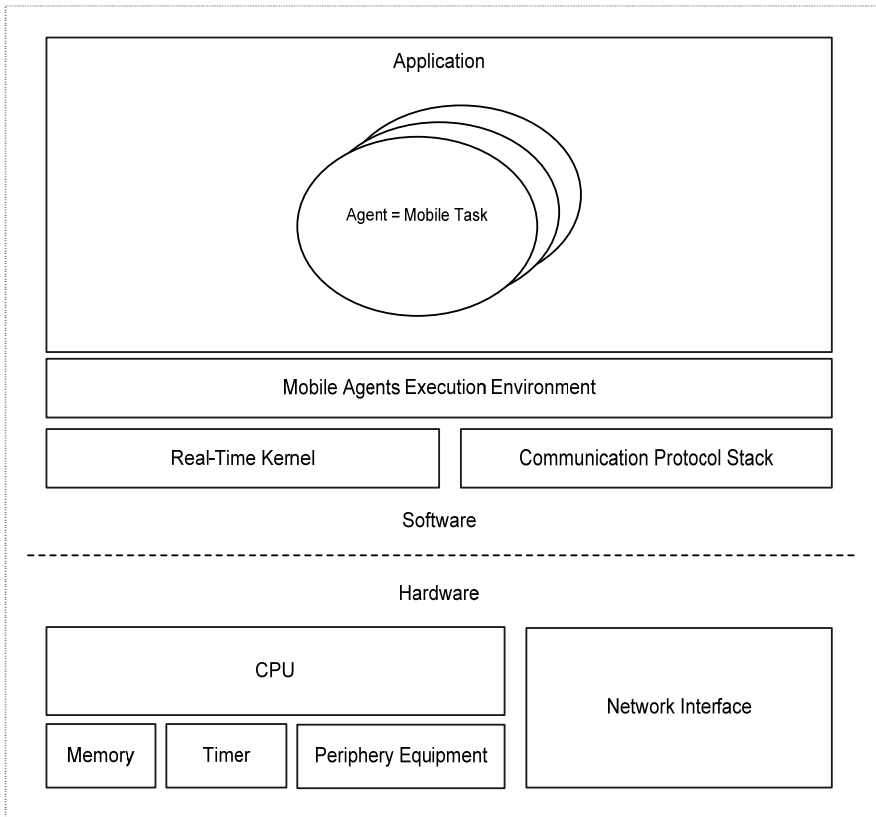 Application
Agent = Mobile Task
Mobile Agents Execution Environment
Real-Time Kernel
Communication Protocol Stack
Software
Hardware
CPU
Network Interface
Memory
Timer
Periphery Equipment